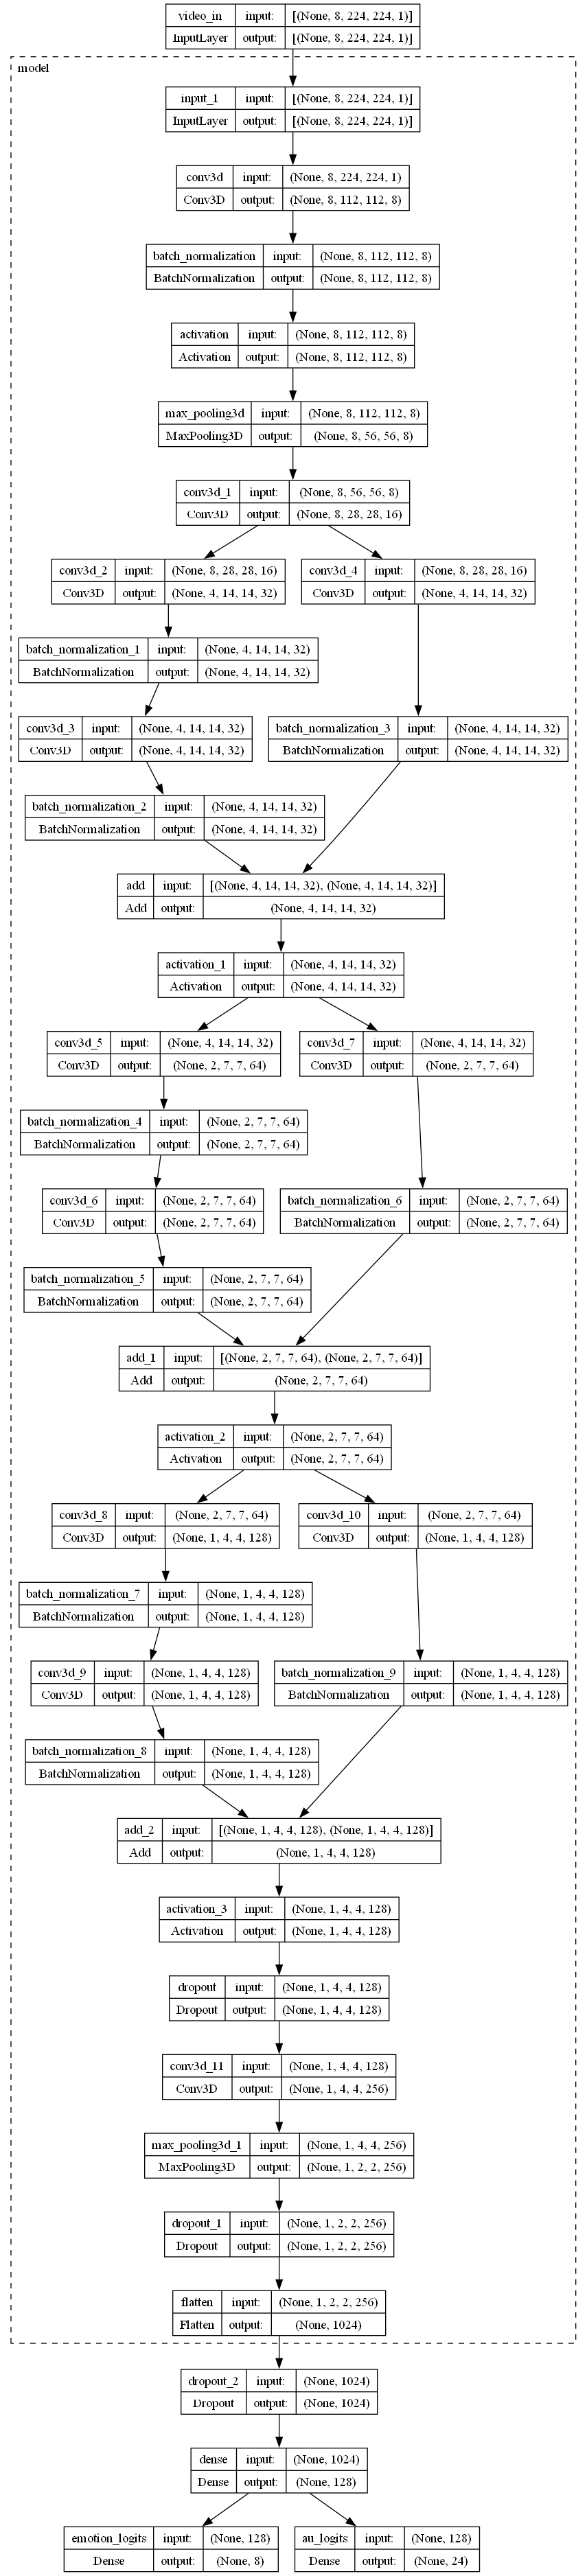 video_in input: [(None, 8, 224, 224, 1)]
InputLayer output: [(None, 8, 224, 224, 1)]
model
input_1 input: [(None, 8, 224, 224, 1)]
InputLayer output: [(None, 8, 224, 224, 1)]
conv3d input: (None, 8, 224, 224, 1)
Conv3D output: (None, 8, 112, 112, 8)
batch_normalization input: (None, 8, 112, 112, 8)
BatchNormalization output: (None, 8, 112, 112, 8)
activation input: (None, 8, 112, 112, 8)
Activation output: (None, 8, 112, 112, 8)
max_pooling3d input: (None, 8, 112, 112, 8)
MaxPooling3D output: (None, 8, 56, 56, 8)
conv3d_1 input: (None, 8, 56, 56, 8)
Conv3D output: (None, 8, 28, 28, 16)
conv3d_2 input: (None, 8, 28, 28, 16)
Conv3D output: (None, 4, 14, 14, 32)
conv3d_4 input: (None, 8, 28, 28, 16)
Conv3D output: (None, 4, 14, 14, 32)
batch_normalization_1 input: (None, 4, 14, 14, 32)
BatchNormalization output: (None, 4, 14, 14, 32)
conv3d_3 input: (None, 4, 14, 14, 32)
Conv3D output: (None, 4, 14, 14, 32)
batch_normalization_3 input: (None, 4, 14, 14, 32)
BatchNormalization output: (None, 4, 14, 14, 32)
batch_normalization_2 input: (None, 4, 14, 14, 32)
BatchNormalization output: (None, 4, 14, 14, 32)
add input: [(None, 4, 14, 14, 32), (None, 4, 14, 14, 32)]
Add output: (None, 4, 14, 14, 32)
activation_1 input: (None, 4, 14, 14, 32)
Activation output: (None, 4, 14, 14, 32)
conv3d_5 input: (None, 4, 14, 14, 32)
Conv3D output: (None, 2, 7, 7, 64)
conv3d_7 input: (None, 4, 14, 14, 32)
Conv3D output: (None, 2, 7, 7, 64)
batch_normalization_4 input: (None, 2, 7, 7, 64)
BatchNormalization output: (None, 2, 7, 7, 64)
conv3d_6 input: (None, 2, 7, 7, 64)
Conv3D output: (None, 2, 7, 7, 64)
batch_normalization_6 input: (None, 2, 7, 7, 64)
BatchNormalization output: (None, 2, 7, 7, 64)
batch_normalization_5 input: (None, 2, 7, 7, 64)
BatchNormalization output: (None, 2, 7, 7, 64)
add_1 input: [(None, 2, 7, 7, 64), (None, 2, 7, 7, 64)]
Add output: (None, 2, 7, 7, 64)
activation_2 input: (None, 2, 7, 7, 64)
Activation output: (None, 2, 7, 7, 64)
conv3d_8 input: (None, 2, 7, 7, 64)
Conv3D output: (None, 1, 4, 4, 128)
conv3d_10 input: (None, 2, 7, 7, 64)
Conv3D output: (None, 1, 4, 4, 128)
batch_normalization_7 input: (None, 1, 4, 4, 128)
BatchNormalization output: (None, 1, 4, 4, 128)
conv3d_9 input: (None, 1, 4, 4, 128)
Conv3D output: (None, 1, 4, 4, 128)
batch_normalization_9 input: (None, 1, 4, 4, 128)
BatchNormalization output: (None, 1, 4, 4, 128)
batch_normalization_8 input: (None, 1, 4, 4, 128)
BatchNormalization output: (None, 1, 4, 4, 128)
add_2 input: [(None, 1, 4, 4, 128), (None, 1, 4, 4, 128)]
Add output: (None, 1, 4, 4, 128)
activation_3 input: (None, 1, 4, 4, 128)
Activation output: (None, 1, 4, 4, 128)
dropout input: (None, 1, 4, 4, 128)
Dropout output: (None, 1, 4, 4, 128)
conv3d_11 input: (None, 1, 4, 4, 128)
Conv3D output: (None, 1, 4, 4, 256)
max_pooling3d_1 input: (None, 1, 4, 4, 256)
MaxPooling3D output: (None, 1, 2, 2, 256)
dropout_1 input: (None, 1, 2, 2, 256)
Dropout output: (None, 1, 2, 2, 256)
flatten input: (None, 1, 2, 2, 256)
Flatten output: (None, 1024)
dropout_2 input: (None, 1024)
Dropout output: (None, 1024)
dense input: (None, 1024)
Dense output: (None, 128)
emotion_logits input: (None, 128)
Dense output: (None, 8)
au_logits input: (None, 128)
Dense output: (None, 24)